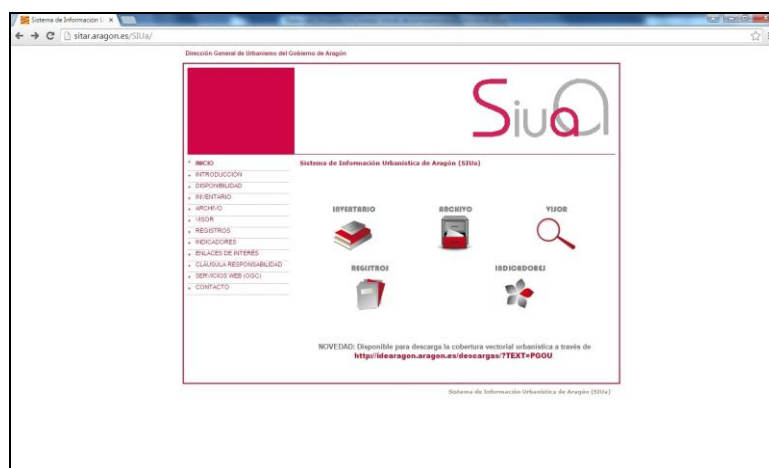 Sistema de Información U
sitar.aragon.es/SIUa/
Dirección General de Urbanismo del Gobierno de Aragón
Siua
INICIO
INTRODUCCIÓN
DISPONIBILIDAD
INVENTARIO
ARCHIVO
VISOR
REGISTROS
INDICADORES
ENLACES DE INTERÉS
CLÁUSULA RESPONSABILIDAD
SERVICIOS WEB (OGC)
CONTACTO
Sistema de Información Urbanística de Aragón (SIUa)
INVENTARIO
ARCHIVO
VISOR
REGISTROS
INDICADORES
NOVEDAD: Disponible para descarga la cobertura vectorial urbanística a través de
http://idearagon.aragon.es/descargas/?TEXT=PGOU
Sistema de Información Urbanística de Aragón (SIUa)